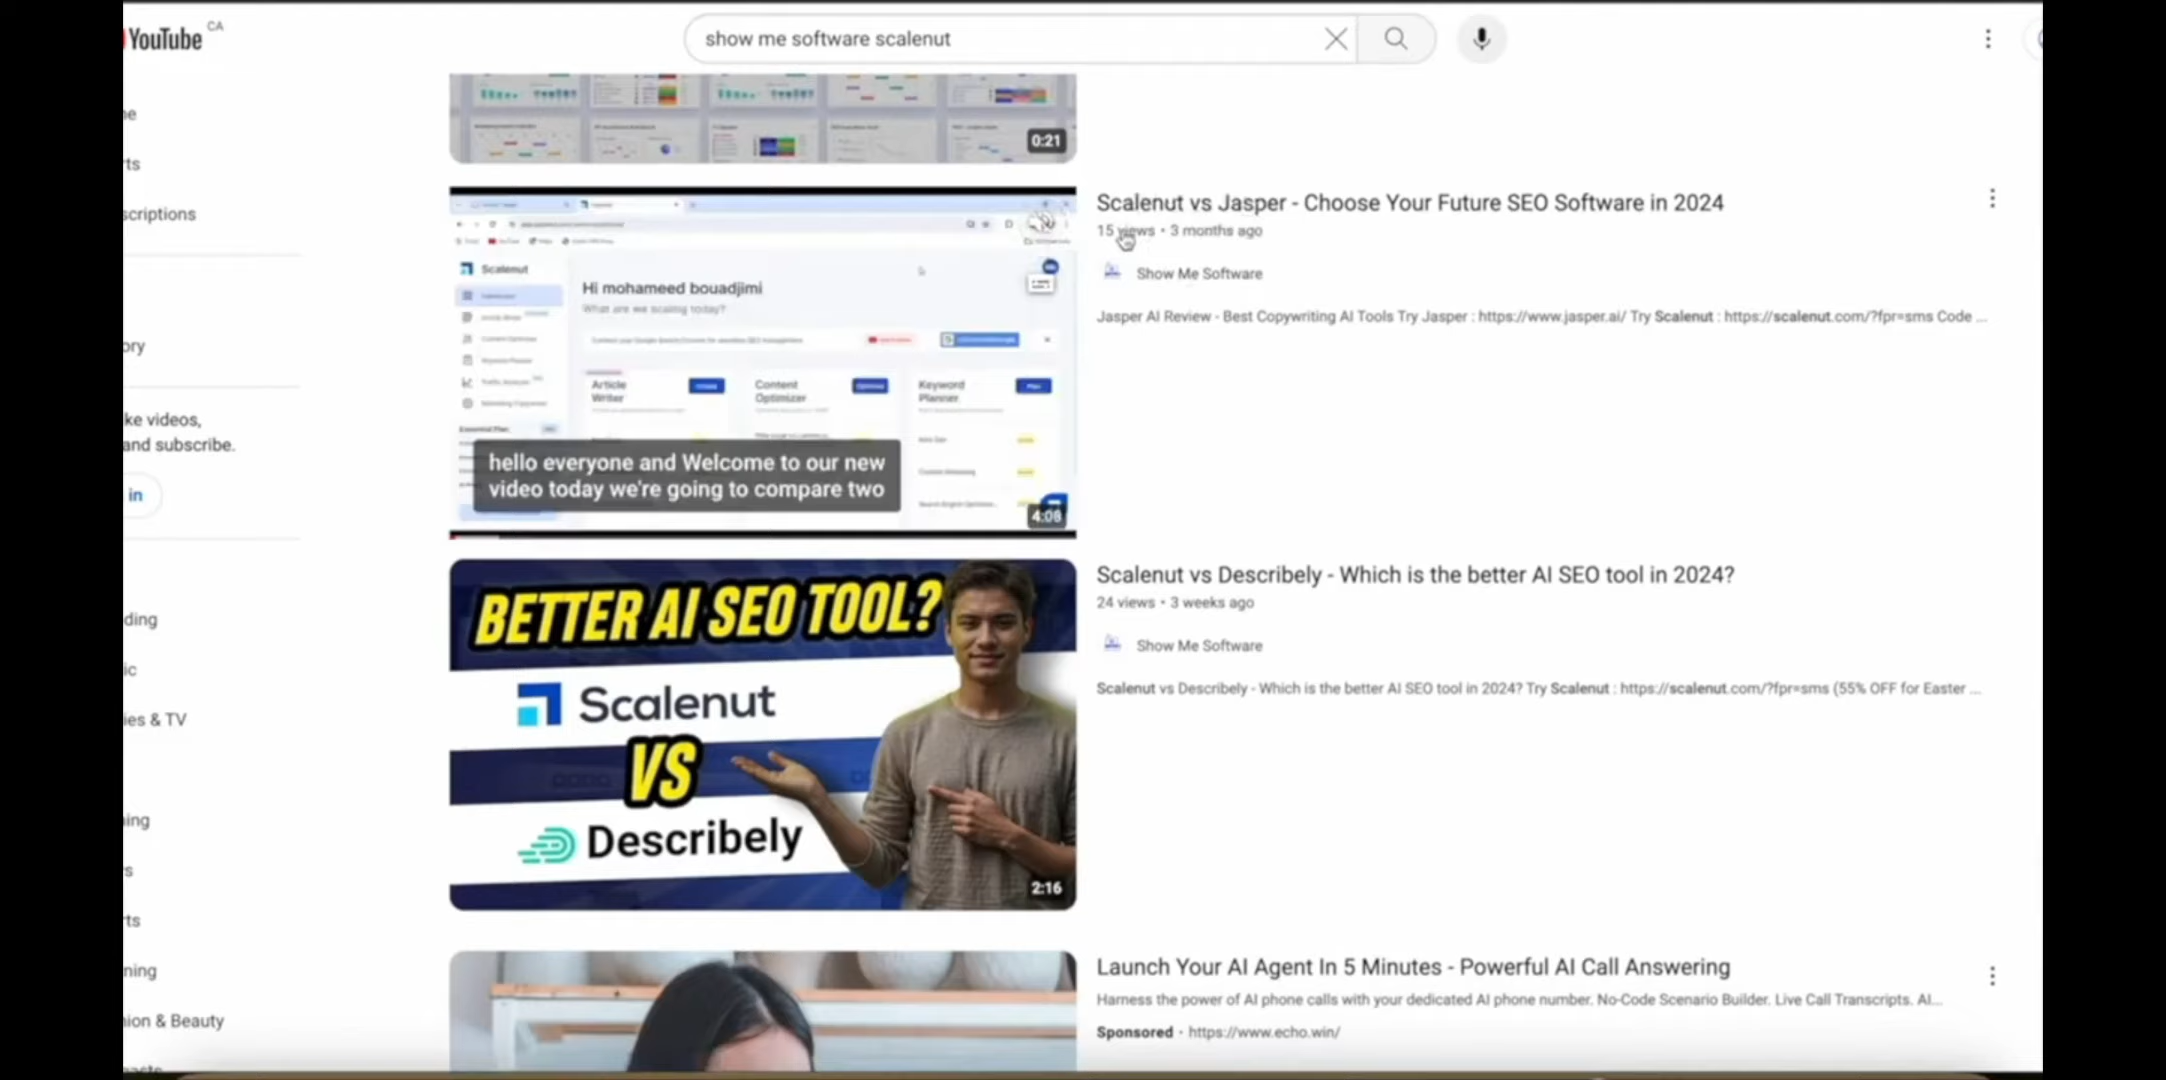 YouTube CA
show me software scalenut
ne
rts
scriptions
ory
ke videos,
and subscribe.
in
ding
ic
ies & TV
ing
s
rts
ning
ion & Beauty
0:21
Scalenut
Hi mohameed bouadjimi
What are we scaling today?
Article
Writer
Content
Optimizer
Keyword
Planner
hello everyone and Welcome to our new
video today we're going to compare two
4:08
Scalenut vs Jasper - Choose Your Future SEO Software in 2024
15 views • 3 months ago
Show Me Software
Jasper AI Review - Best Copywriting AI Tools Try Jasper : https://www.jasper.ai/ Try Scalenut : https://scalenut.com/?fpr=sms Code ...
BETTER AI SEO TOOL?
Scalenut
VS
Describely
2:16
Scalenut vs Describely - Which is the better AI SEO tool in 2024?
24 views • 3 weeks ago
Show Me Software
Scalenut vs Describely - Which is the better AI SEO tool in 2024? Try Scalenut : https://scalenut.com/?fpr=sms (55% OFF for Easter ...
Launch Your AI Agent In 5 Minutes - Powerful AI Call Answering
Harness the power of AI phone calls with your dedicated AI phone number. No-Code Scenario Builder. Live Call Transcripts. AI...
Sponsored · https://www.echo.win/